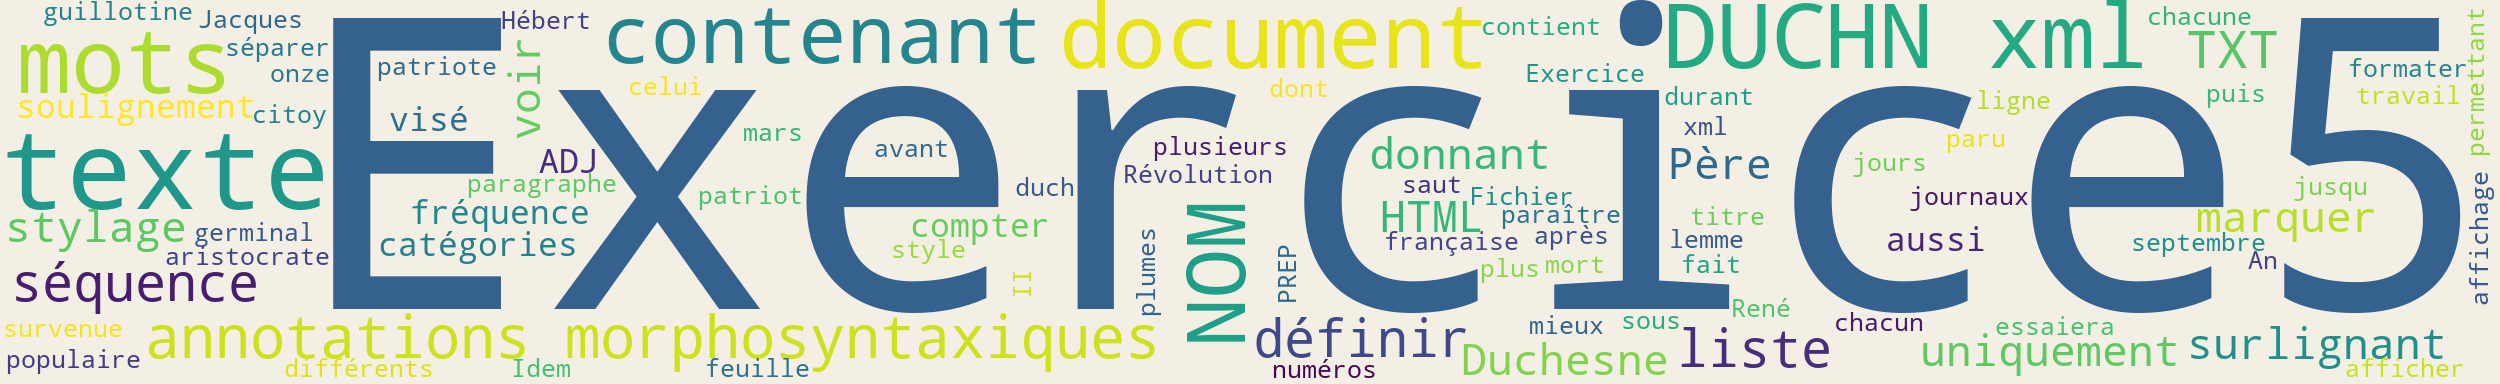 guillotine
Jacques
Hébert
contenant
document
contient
DUCHN xml
chacune
TXT
mots
séparer
onze
patriote
voir
celui
dont
Exercice
formater
travail
puis
permettant
soulignement
citoy
visé
Exercice5
mars
avant
plusieurs
durant
ligne
xml
paru
texte
ADJ
paragraphe
patriot
duch
Révolution
donnant
saut
Père
jours
journaux
jusqu
stylage
germinal
aristocrate
fréquence
catégories
compter
style
NOM
HTML
Fichier
paraître
française
après
titre
lemme
aussi
marquer
septembre
An
affichage
séquence
II
plumes
PREP
plus
mort
fait
survenue
populaire
annotations morphosyntaxiques
différents
Idem
feuille
définir
numéros
mieux
sous
René
chacun
Duchesne
liste
essaiera
uniquement
surlignant
afficher